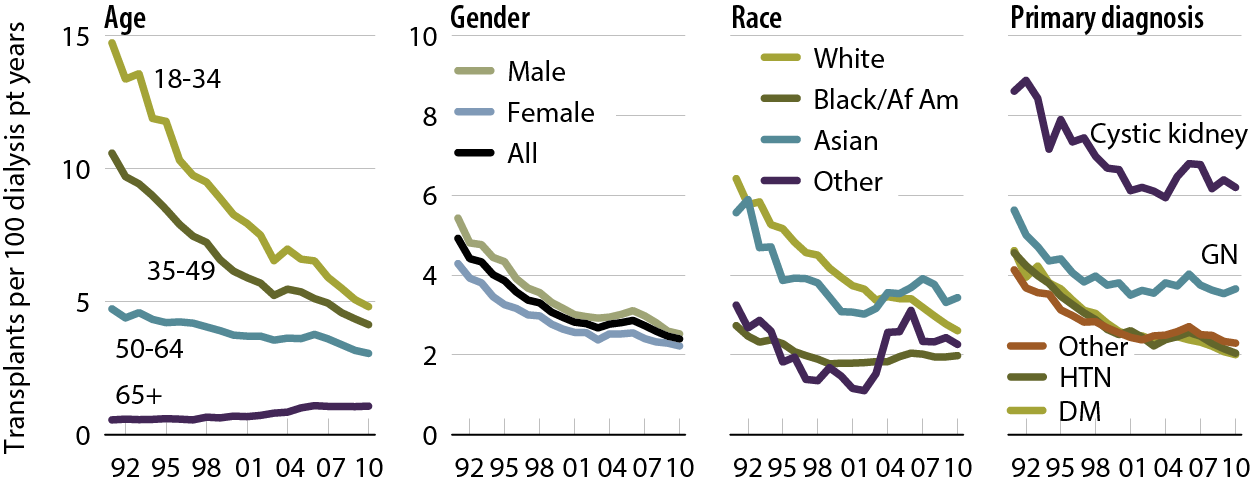 Transplants per 100 dialysis pt years
Age
15
10
5
0
18-34
35-49
50-64
65+
92 95 98 01 04 07 10
Gender
10
8
6
4
2
0
Male
Female
All
92 95 98 01 04 07 10
Race
White
Black/Af Am
Asian
Other
92 95 98 01 04 07 10
Primary diagnosis
Cystic kidney
GN
Other
HTN
DM
92 95 98 01 04 07 10